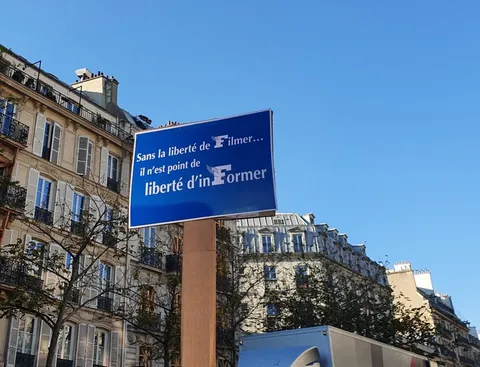 Sans la liberté de Filmer...
il n'est point de
liberté d'inFormer